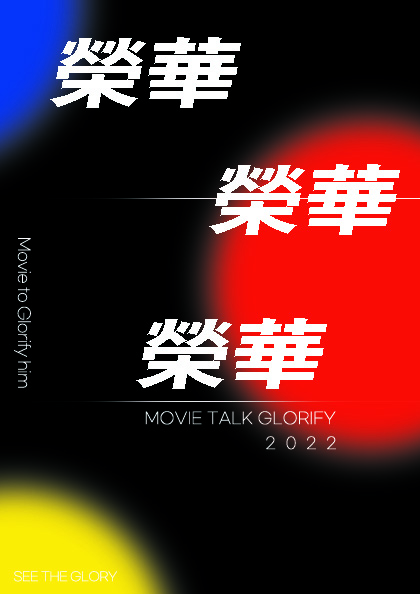 榮華
榮華
Movie to Glorify him
榮華
MOVIE TALK GLORIFY
2022
SEE THE GLORY